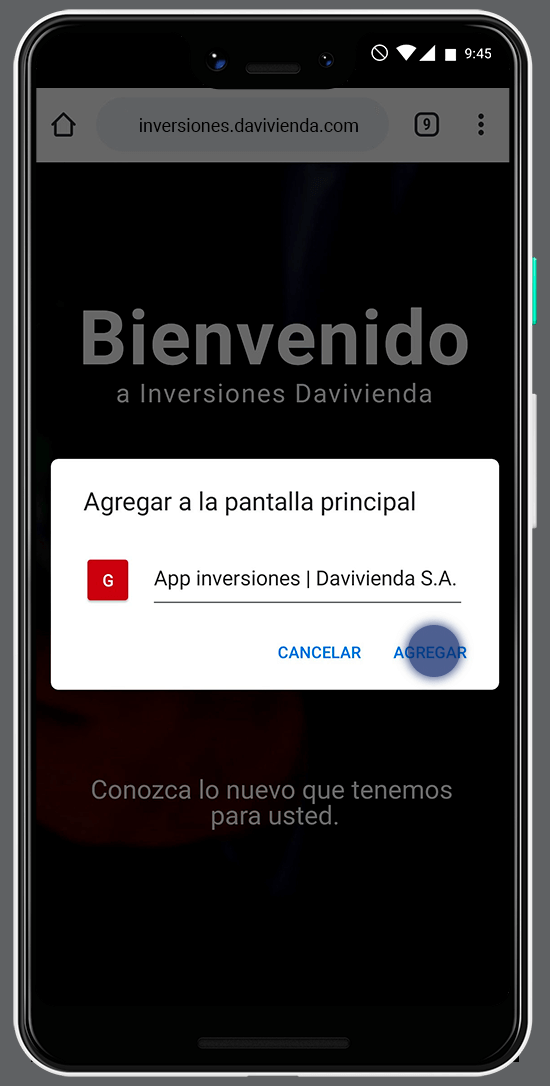 9:45
inversiones.davivienda.com
9
Bienvenido
a Inversiones Davivienda
Agregar a la pantalla principal
G
App inversiones | Davivienda S.A.
CANCELAR AGREGAR
Conozca lo nuevo que tenemos
para usted.